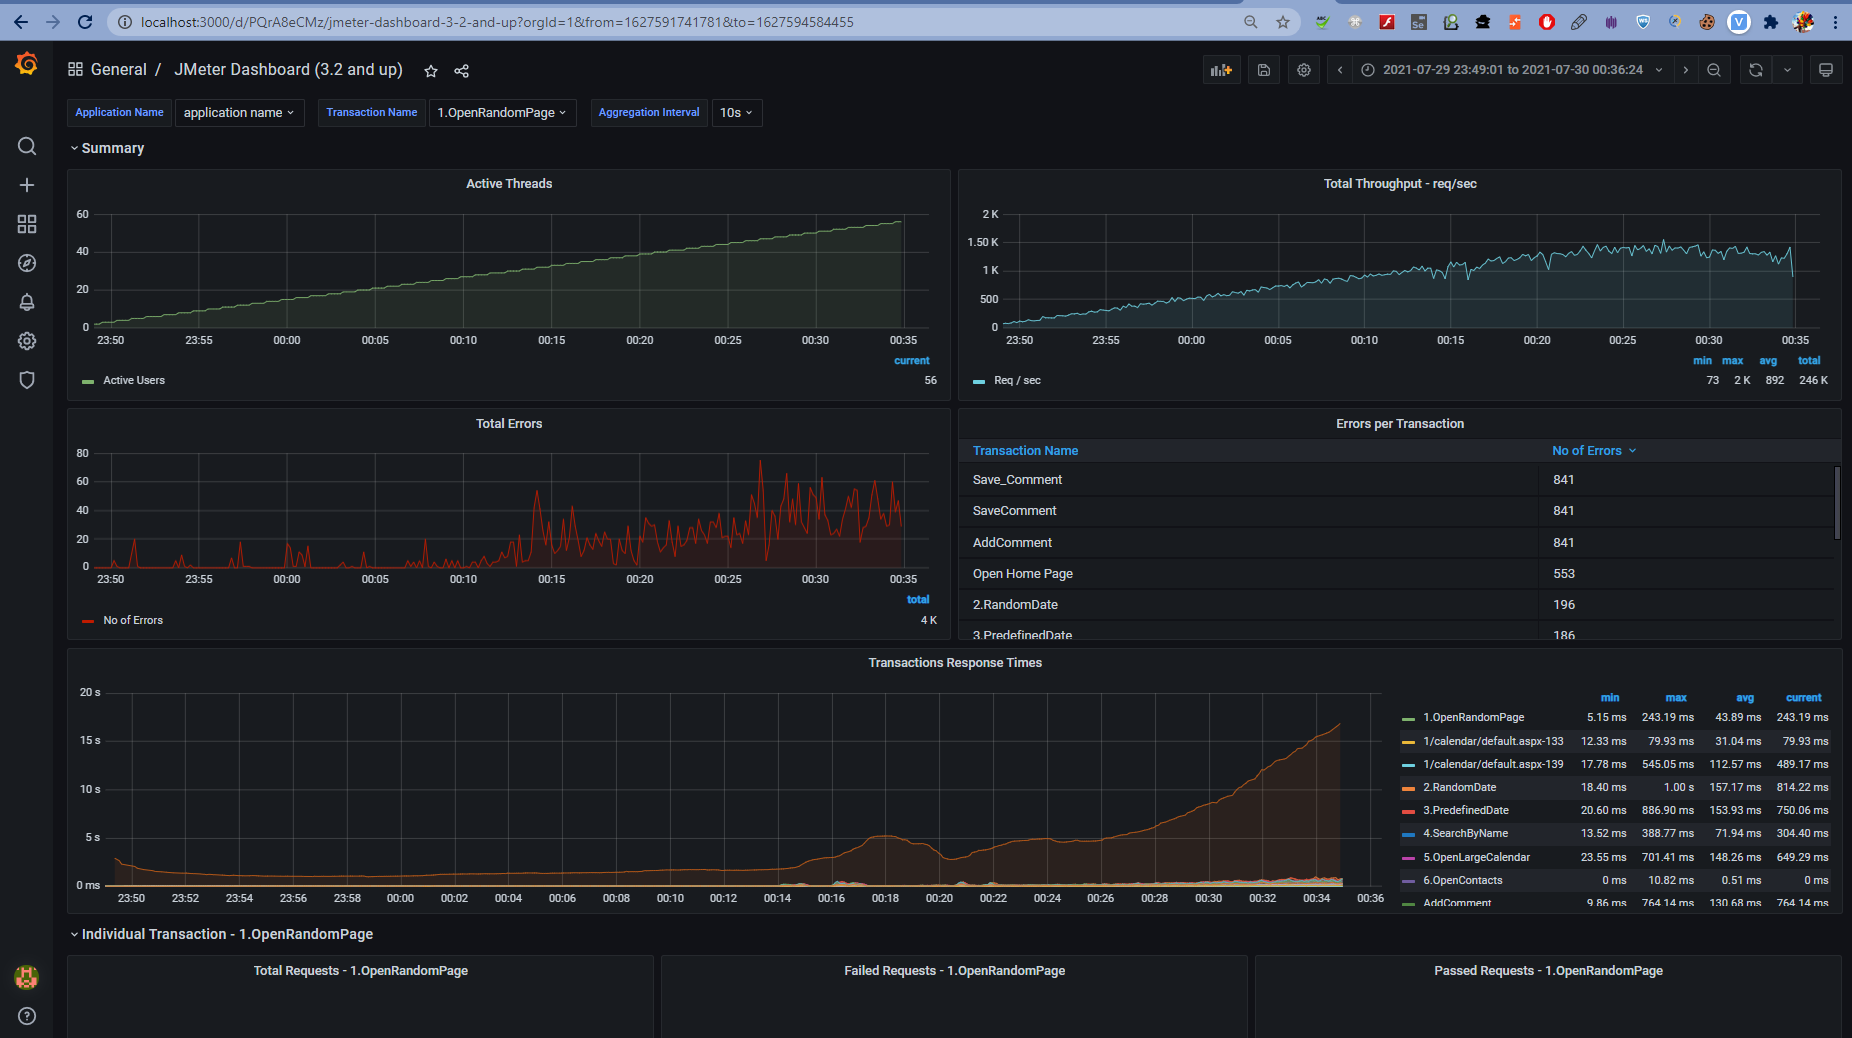 localhost:3000/d/PQrA8eCMz/jmeter-dashboard-3-2-and-up?orgId=1&from=1627591741781&to=1627594584455
General / JMeter Dashboard (3.2 and up)
2021-07-29 23:49:01 to 2021-07-30 00:36:24
Application Name application name Transaction Name 1.OpenRandomPage Aggregation Interval 10s
Summary
Active Threads
60
40
20
0
23:50 23:55 00:00 00:05 00:10 00:15 00:20 00:25 00:30 00:35
current
Active Users 56
Total Throughput - req/sec
2 K
1.50 K
1 K
500
0
23:50 23:55 00:00 00:05 00:10 00:15 00:20 00:25 00:30 00:35
min max avg total
Req / sec 73 2 K 892 246 K
Total Errors
80
60
40
20
0
23:50 23:55 00:00 00:05 00:10 00:15 00:20 00:25 00:30 00:35
total
No of Errors 4 K
Errors per Transaction
Transaction Name No of Errors
Save_Comment 841
SaveComment 841
AddComment 841
Open Home Page 553
2.RandomDate 196
3.PredefinedDate 186
Transactions Response Times
20 s
15 s
10 s
5 s
0 ms
23:50 23:52 23:54 23:56 23:58 00:00 00:02 00:04 00:06 00:08 00:10 00:12 00:14 00:16 00:18 00:20 00:22 00:24 00:26 00:28 00:30 00:32 00:34 00:36
min max avg current
1.OpenRandomPage 5.15 ms 243.19 ms 43.89 ms 243.19 ms
1/calendar/default.aspx-133 12.33 ms 79.93 ms 31.04 ms 79.93 ms
1/calendar/default.aspx-139 17.78 ms 545.05 ms 112.57 ms 489.17 ms
2.RandomDate 18.40 ms 1.00 s 157.17 ms 814.22 ms
3.PredefinedDate 20.60 ms 886.90 ms 153.93 ms 750.06 ms
4.SearchByName 13.52 ms 388.77 ms 71.94 ms 304.40 ms
5.OpenLargeCalendar 23.55 ms 701.41 ms 148.26 ms 649.29 ms
6.OpenContacts 0 ms 10.82 ms 0.51 ms 0 ms
AddComment 9.86 ms 764.14 ms 130.68 ms 764.14 ms
Individual Transaction - 1.OpenRandomPage
Total Requests - 1.OpenRandomPage
Failed Requests - 1.OpenRandomPage
Passed Requests - 1.OpenRandomPage